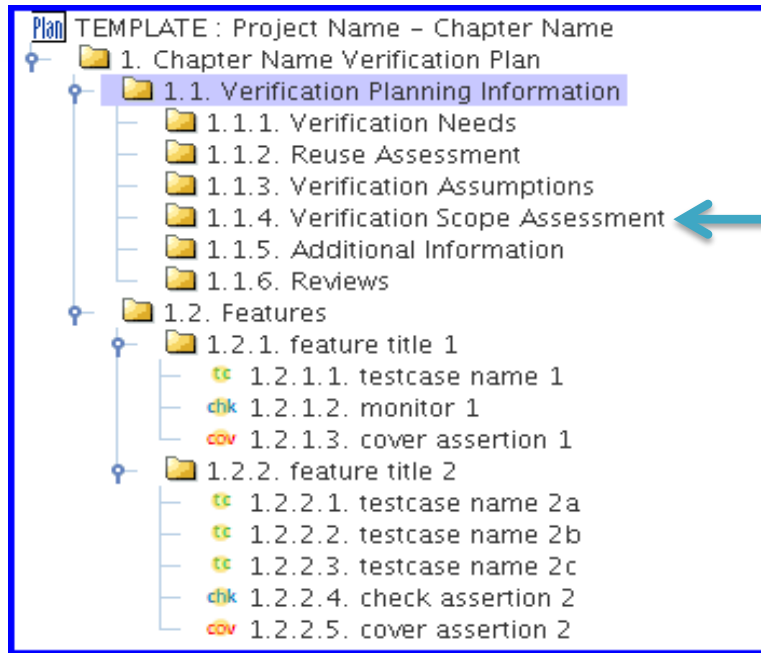 Plan TEMPLATE : Project Name – Chapter Name
1. Chapter Name Verification Plan
1.1. Verification Planning Information
1.1.1. Verification Needs
1.1.2. Reuse Assessment
1.1.3. Verification Assumptions
1.1.4. Verification Scope Assessment
1.1.5. Additional Information
1.1.6. Reviews
1.2. Features
1.2.1. feature title 1
tc 1.2.1.1. testcase name 1
chk 1.2.1.2. monitor 1
cov 1.2.1.3. cover assertion 1
1.2.2. feature title 2
tc 1.2.2.1. testcase name 2a
tc 1.2.2.2. testcase name 2b
tc 1.2.2.3. testcase name 2c
chk 1.2.2.4. check assertion 2
cov 1.2.2.5. cover assertion 2